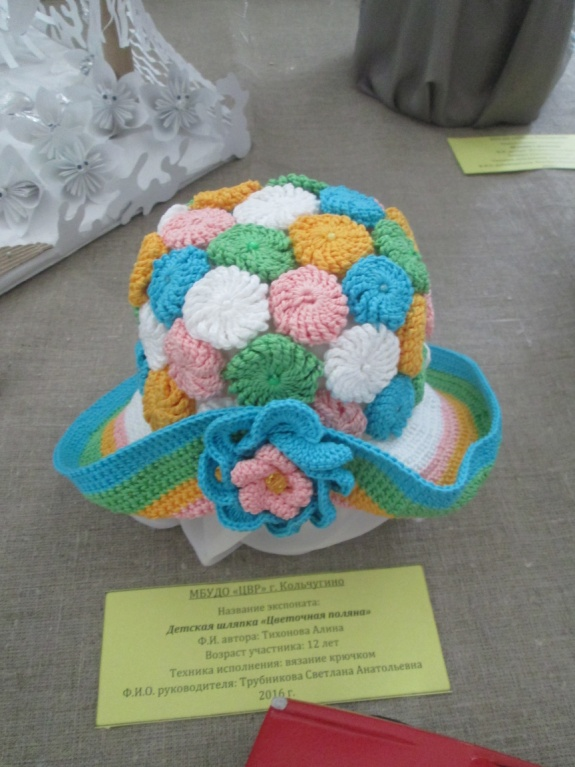 МБУДО «ЦВР» г. Кольчугино
Название экспоната:
Детская шляпка «Цветочная поляна»
Ф.И. автора: Тихонова Алина
Возраст участника: 12 лет
Техника исполнения: вязание крючком
Ф.И.О. руководителя: Трубникова Светлана Анатольевна
2016 г.